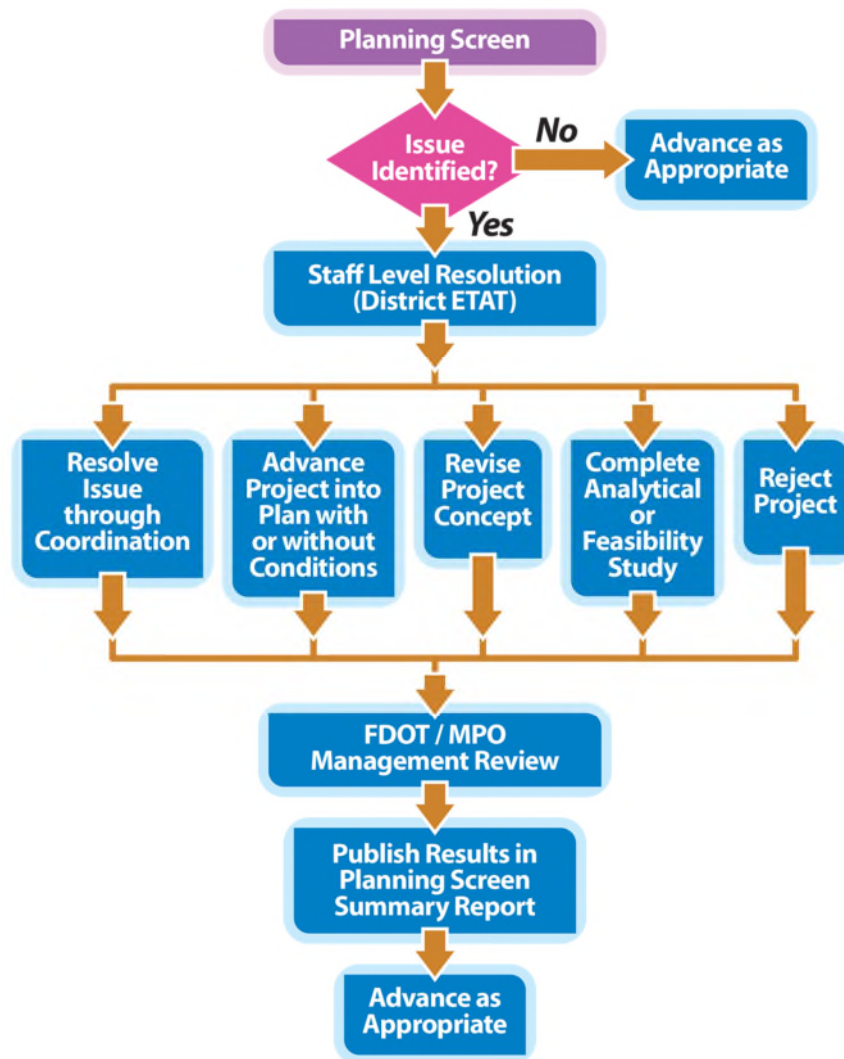 Planning Screen
Issue
Identified?
No
Advance as
Appropriate
Yes
Staff Level Resolution
(District ETAT)
Resolve
Issue
through
Coordination
Advance
Project into
Plan with
or without
Conditions
Revise
Project
Concept
Complete
Analytical
or
Feasibility
Study
Reject
Project
FDOT / MPO
Management Review
Publish Results in
Planning Screen
Summary Report
Advance as
Appropriate